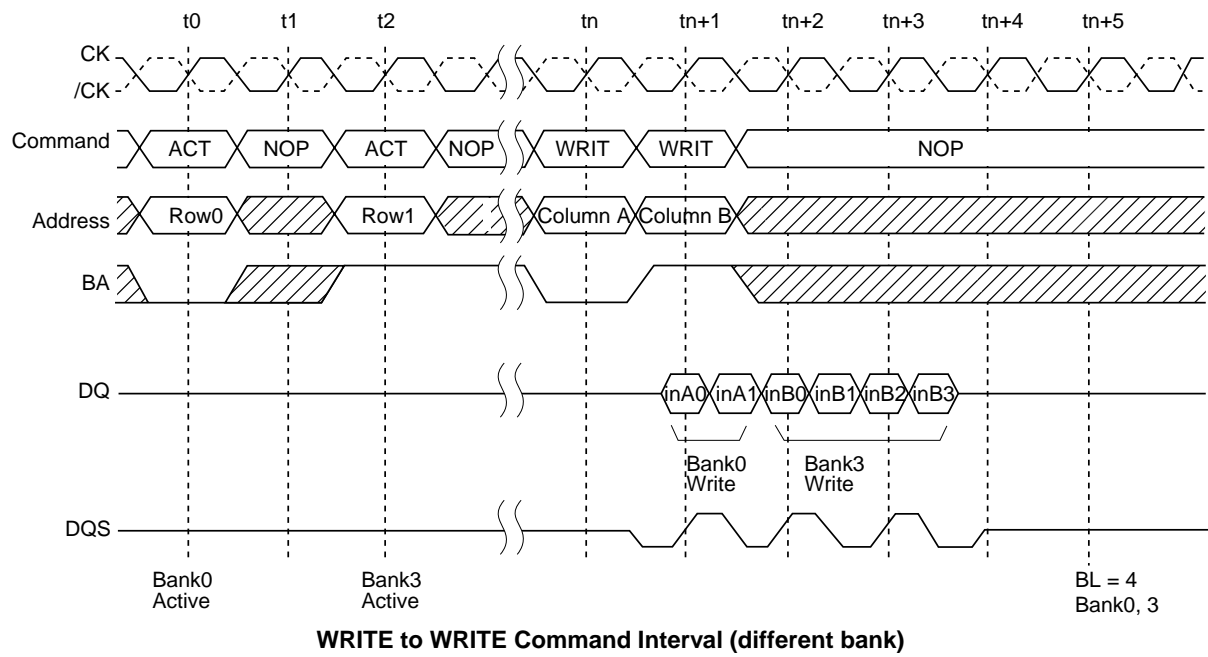 t0 t1 t2 tn tn+1 tn+2 tn+3 tn+4 tn+5
CK
/CK
Command ACT NOP ACT NOP WRIT WRIT NOP
Address Row0 Row1 Column A Column B
BA
DQ inA0 inA1 inB0 inB1 inB2 inB3
Bank0 Bank3
Write Write
DQS
Bank0 Bank3 BL = 4
Active Active Bank0, 3
WRITE to WRITE Command Interval (different bank)